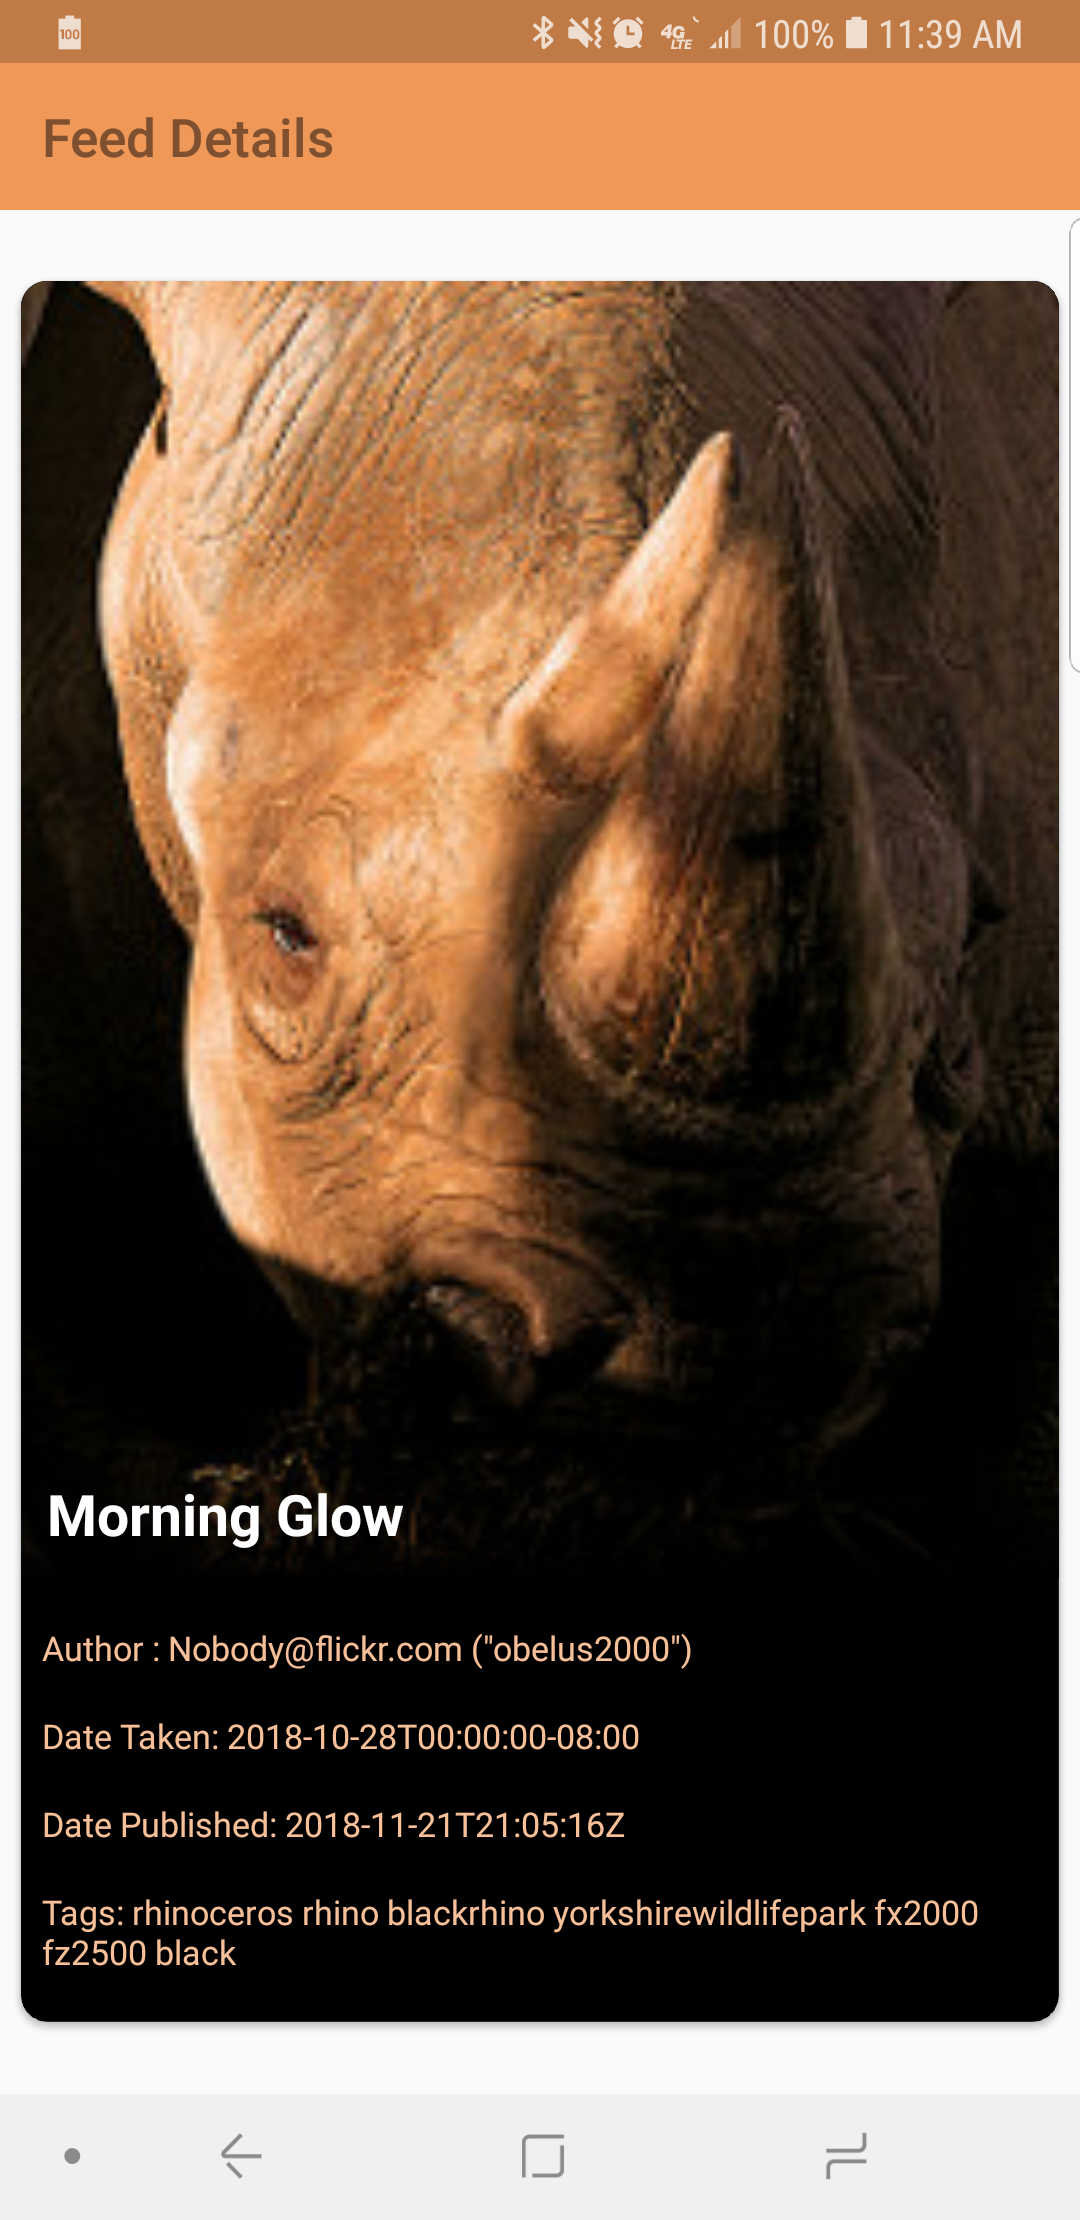 100
4G LTE 100% 11:39 AM
Feed Details
Morning Glow
Author : Nobody@flickr.com ("obelus2000")
Date Taken: 2018-10-28T00:00:00-08:00
Date Published: 2018-11-21T21:05:16Z
Tags: rhinoceros rhino blackrhino yorkshirewildlifepark fx2000
fz2500 black